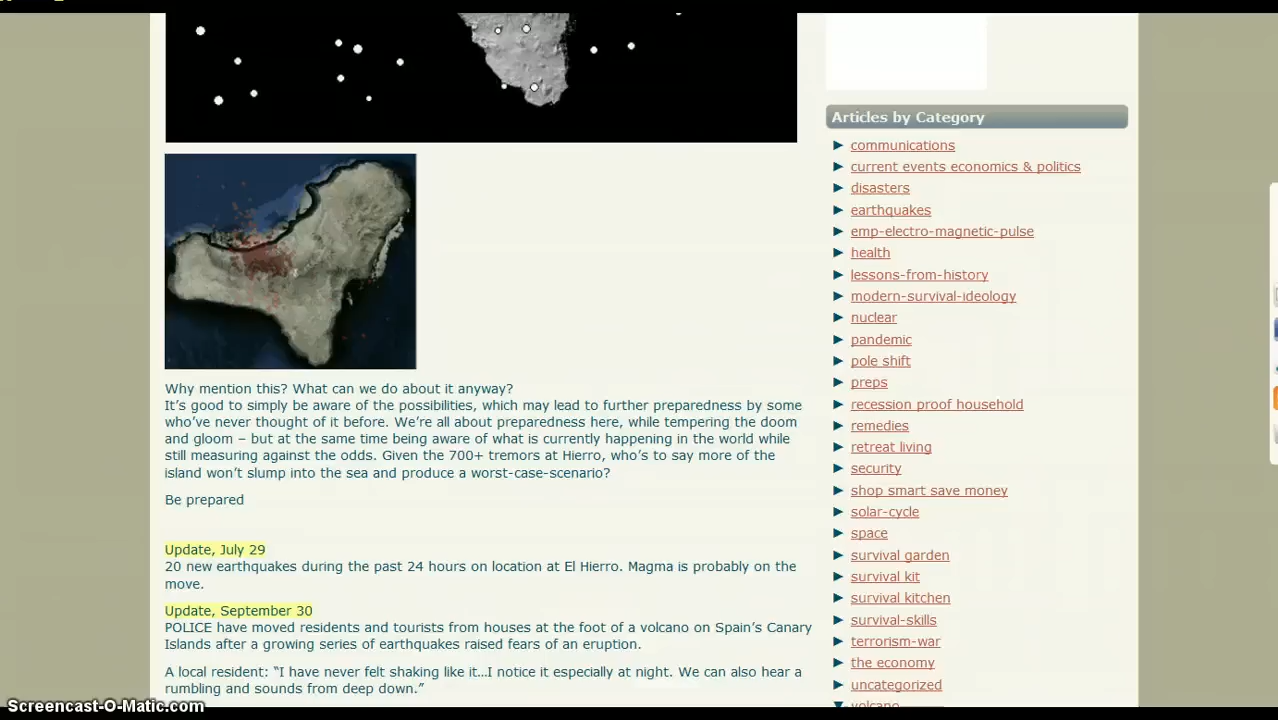 Articles by Category
communications
current events economics & politics
disasters
earthquakes
emp-electro-magnetic-pulse
health
lessons-from-history
modern-survival-ideology
nuclear
pandemic
pole shift
preps
recession proof household
remedies
retreat living
security
shop smart save money
solar-cycle
space
survival garden
survival kit
survival kitchen
survival-skills
terrorism-war
the economy
uncategorized
volcano
Why mention this? What can we do about it anyway?
It's good to simply be aware of the possibilities, which may lead to further preparedness by some
who've never thought of it before. We're all about preparedness here, while tempering the doom
and gloom – but at the same time being aware of what is currently happening in the world while
still measuring against the odds. Given the 700+ tremors at Hierro, who's to say more of the
island won't slump into the sea and produce a worst-case-scenario?
Be prepared
Update, July 29
20 new earthquakes during the past 24 hours on location at El Hierro. Magma is probably on the
move.
Update, September 30
POLICE have moved residents and tourists from houses at the foot of a volcano on Spain's Canary
Islands after a growing series of earthquakes raised fears of an eruption.
A local resident: “I have never felt shaking like it…I notice it especially at night. We can also hear a
rumbling and sounds from deep down.”
Screencast-O-Matic.com